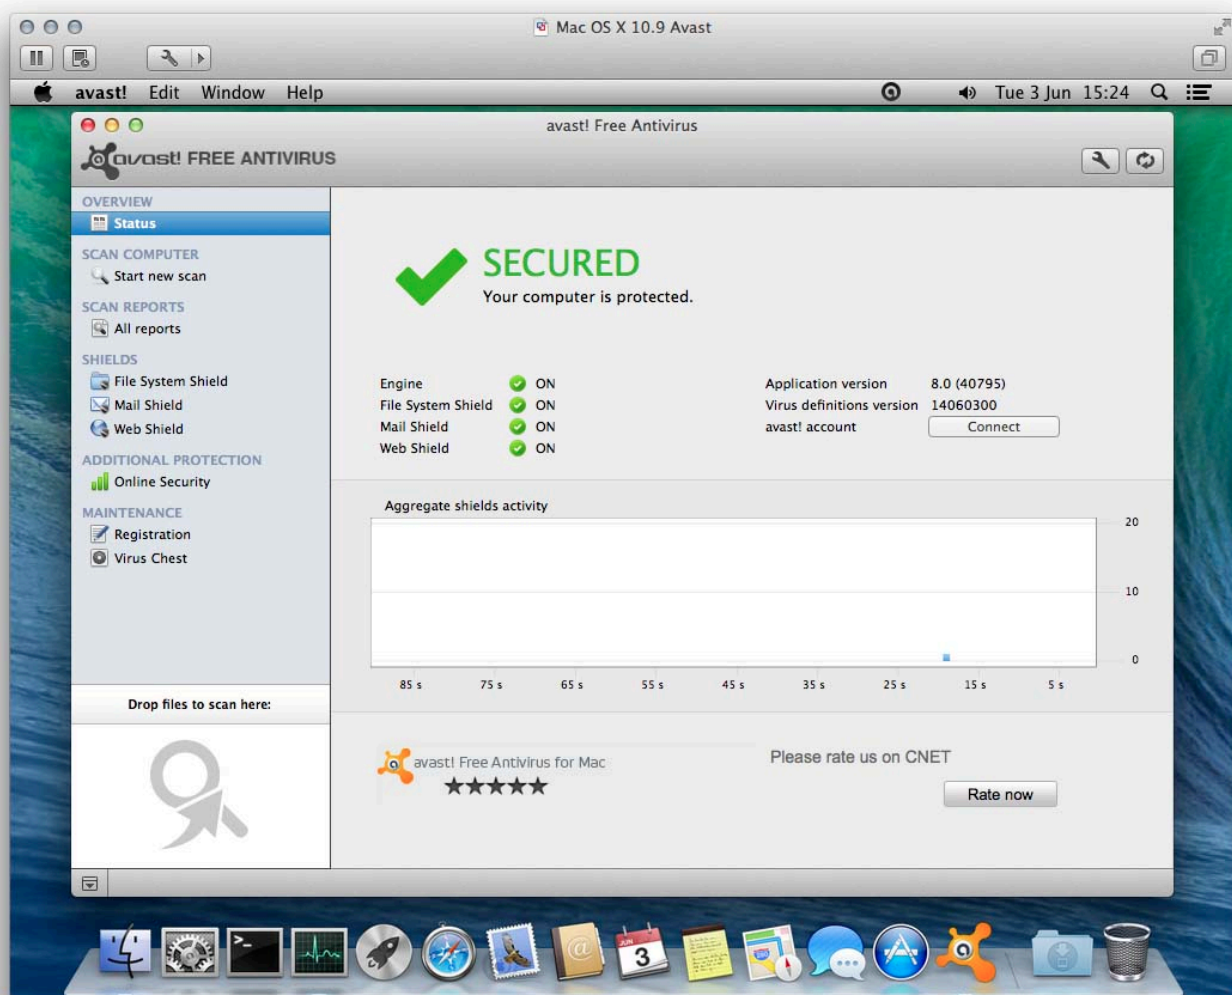 Mac OS X 10.9 Avast
avast! Edit Window Help
Tue 3 Jun 15:24
avast! Free Antivirus
avast! FREE ANTIVIRUS
OVERVIEW
Status
SCAN COMPUTER
Start new scan
SCAN REPORTS
All reports
SHIELDS
File System Shield
Mail Shield
Web Shield
ADDITIONAL PROTECTION
Online Security
MAINTENANCE
Registration
Virus Chest
Drop files to scan here:
SECURED
Your computer is protected.
Engine ON
File System Shield ON
Mail Shield ON
Web Shield ON
Application version 8.0 (40795)
Virus definitions version 14060300
avast! account Connect
Aggregate shields activity
20
10
0
85 s 75 s 65 s 55 s 45 s 35 s 25 s 15 s 5 s
avast! Free Antivirus for Mac
Please rate us on CNET
Rate now
JUN
3